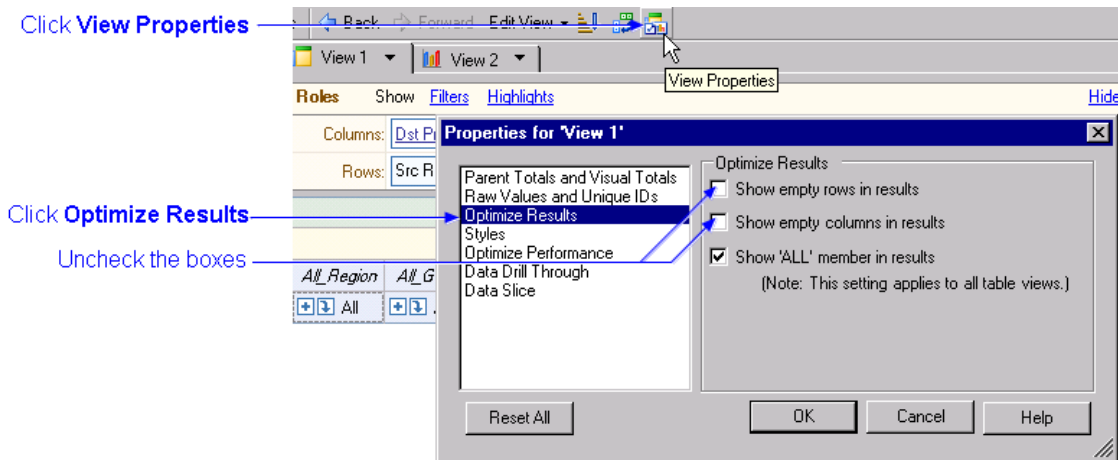 Click View Properties
Back Forward Edit View
View 1 View 2
View Properties
Roles Show Filters Highlights Hide
Columns: Dst Pr
Rows: Src R
Properties for 'View 1'
Parent Totals and Visual Totals
Raw Values and Unique IDs
Optimize Results
Styles
Optimize Performance
Data Drill Through
Data Slice
Optimize Results
Show empty rows in results
Show empty columns in results
Show 'ALL' member in results
(Note: This setting applies to all table views.)
Click Optimize Results
Uncheck the boxes
All_Region All_G
All
Reset All OK Cancel Help